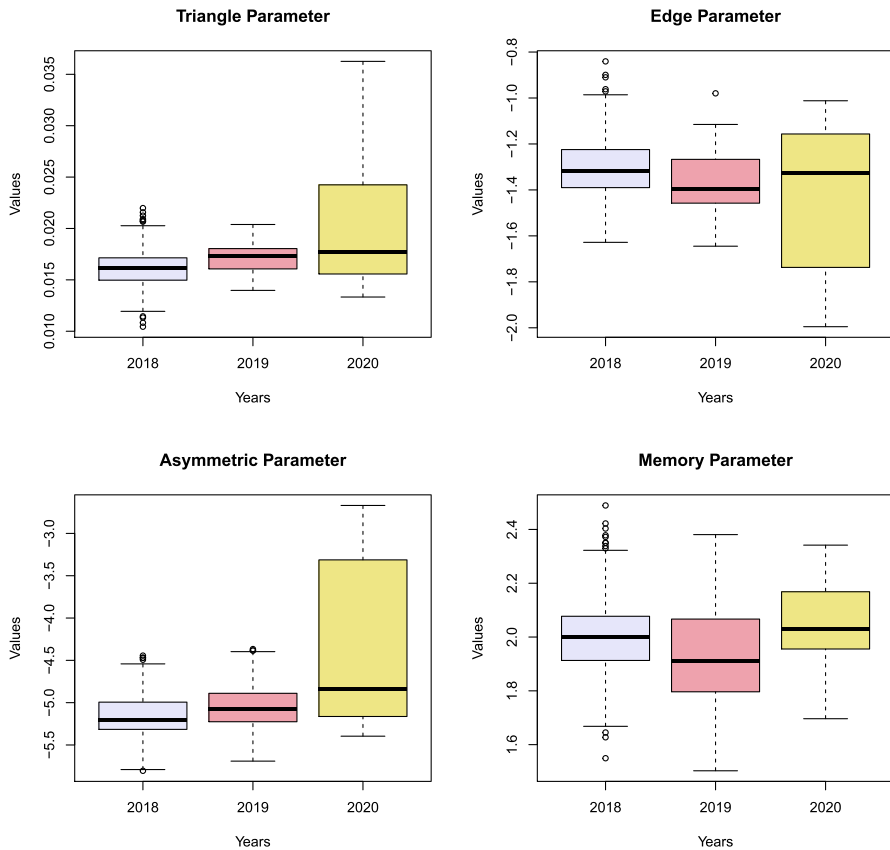 Triangle Parameter
Values
0.010 0.015 0.020 0.025 0.030 0.035
2018 2019 2020
Years
Edge Parameter
Values
−2.0 −1.8 −1.6 −1.4 −1.2 −1.0 −0.8
2018 2019 2020
Years
Asymmetric Parameter
Values
−5.5 −5.0 −4.5 −4.0 −3.5 −3.0
2018 2019 2020
Years
Memory Parameter
Values
1.6 1.8 2.0 2.2 2.4
2018 2019 2020
Years